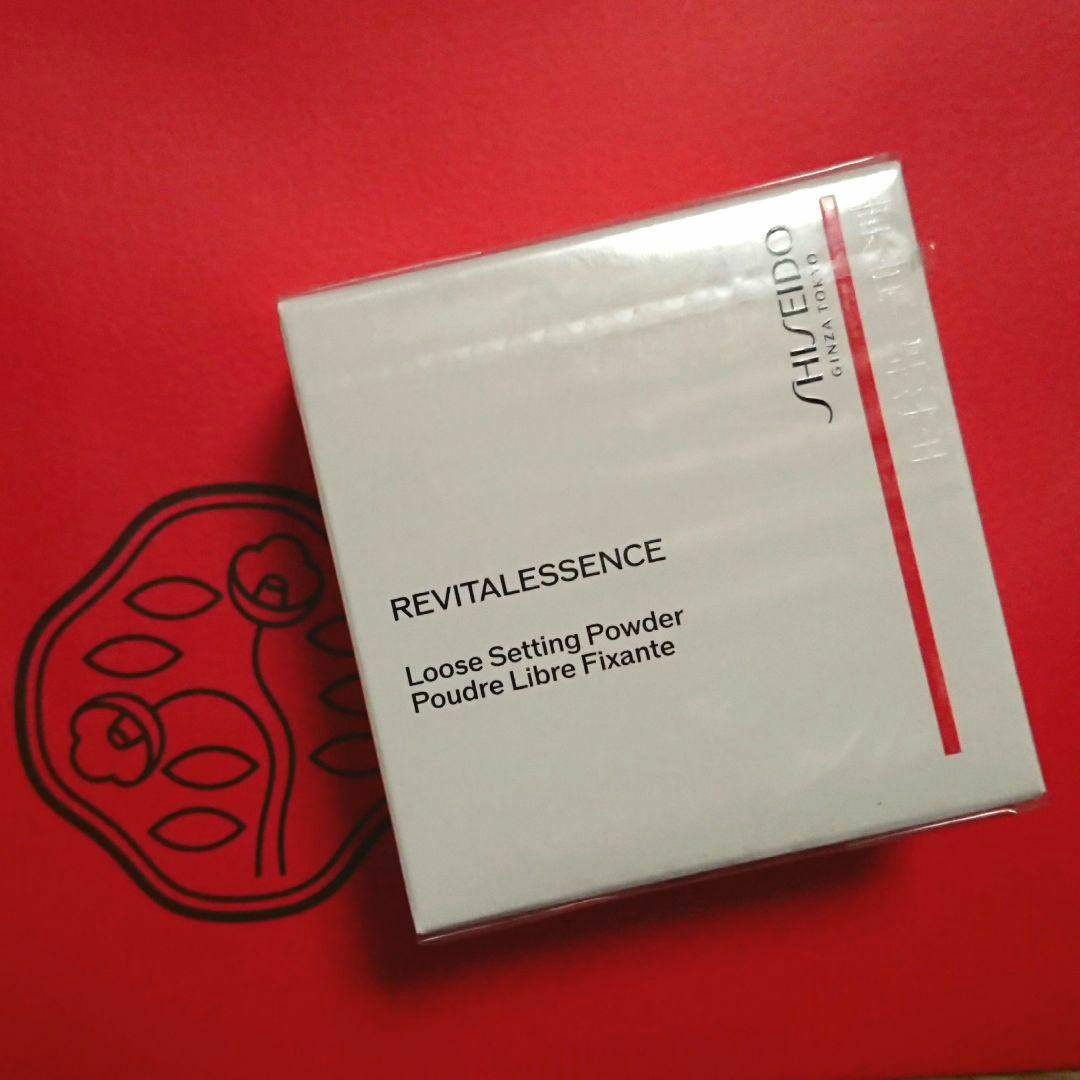 SHISEIDO
GINZA TOKYO
REVITALESSENCE
Loose Setting Powder
Poudre Libre Fixante